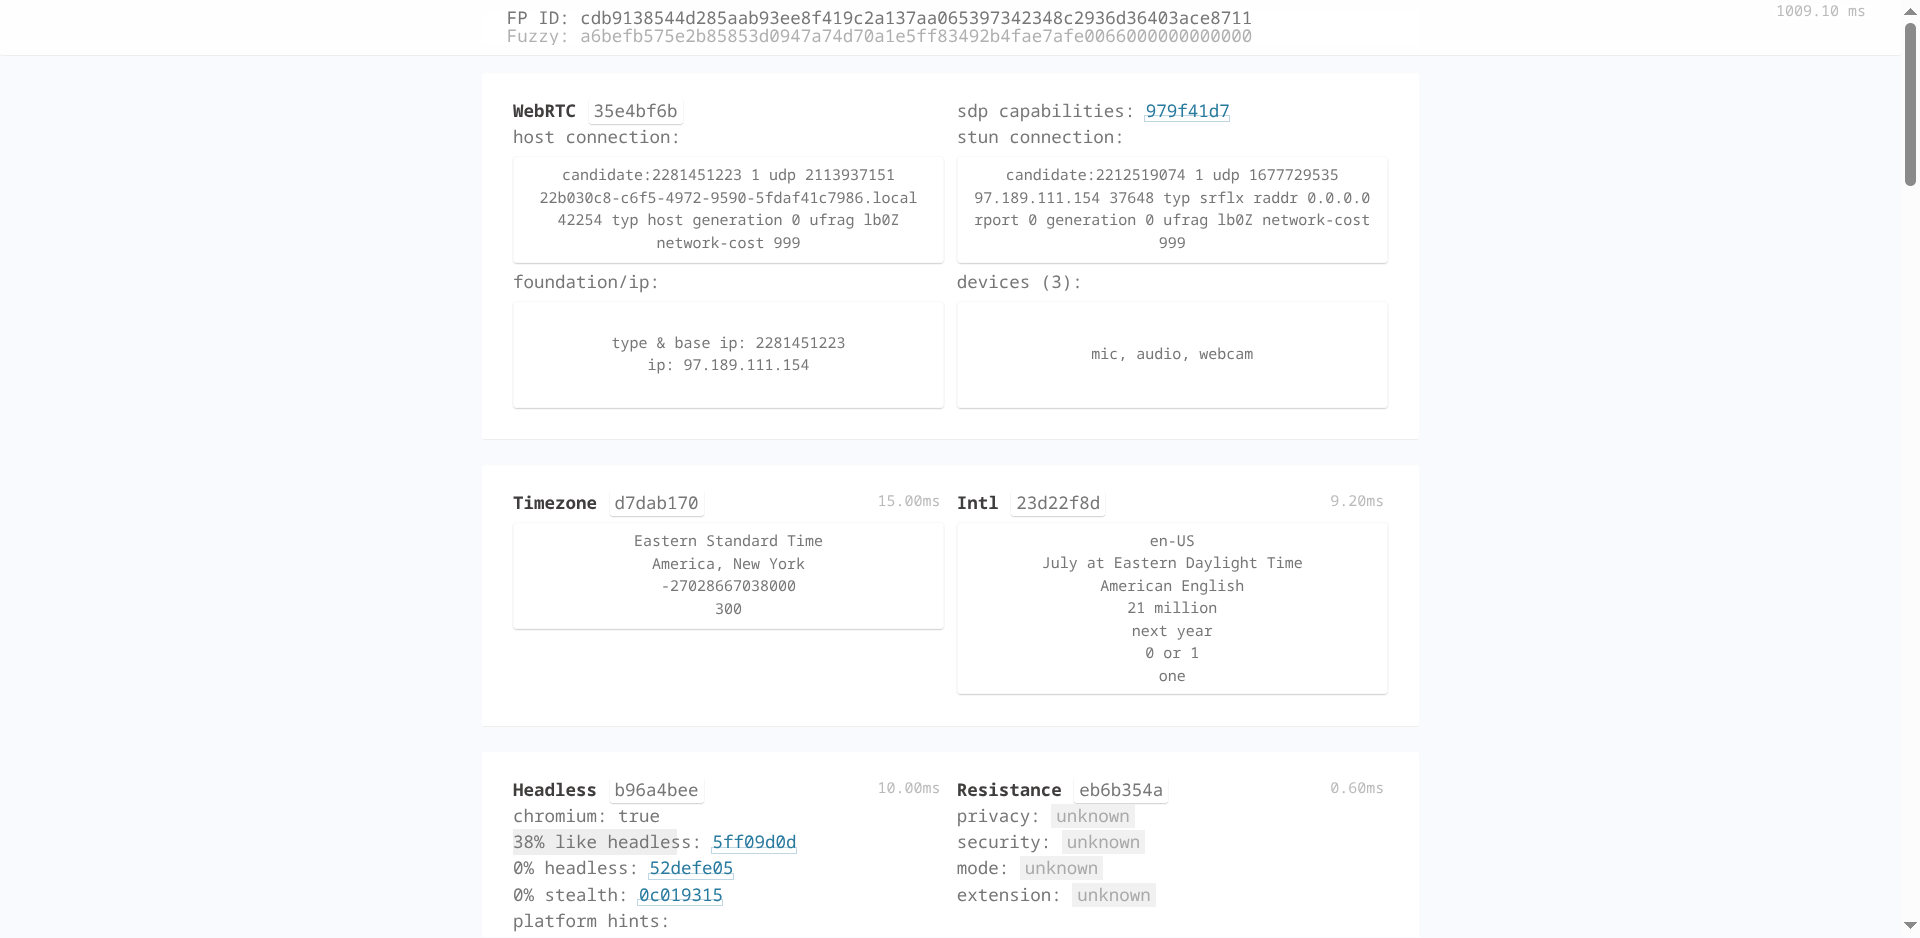 FP ID: cdb9138544d285aab93ee8f419c2a137aa065397342348c2936d36403ace8711
Fuzzy: a6befb575e2b85853d0947a74d70a1e5ff83492b4fae7afe0066000000000000
1009.10 ms
WebRTC 35e4bf6b
host connection:
candidate:2281451223 1 udp 2113937151
22b030c8-c6f5-4972-9590-5fdaf41c7986.local
42254 typ host generation 0 ufrag lb0Z
network-cost 999
foundation/ip:
type & base ip: 2281451223
ip: 97.189.111.154
sdp capabilities: 979f41d7
stun connection:
candidate:2212519074 1 udp 1677729535
97.189.111.154 37648 typ srflx raddr 0.0.0.0
rport 0 generation 0 ufrag lb0Z network-cost
999
devices (3):
mic, audio, webcam
Timezone d7dab170 15.00ms
Eastern Standard Time
America, New York
-27028667038000
300
Intl 23d22f8d 9.20ms
en-US
July at Eastern Daylight Time
American English
21 million
next year
0 or 1
one
Headless b96a4bee 10.00ms
chromium: true
38% like headless: 5ff09d0d
0% headless: 52defe05
0% stealth: 0c019315
platform hints:
Resistance eb6b354a 0.60ms
privacy: unknown
security: unknown
mode: unknown
extension: unknown